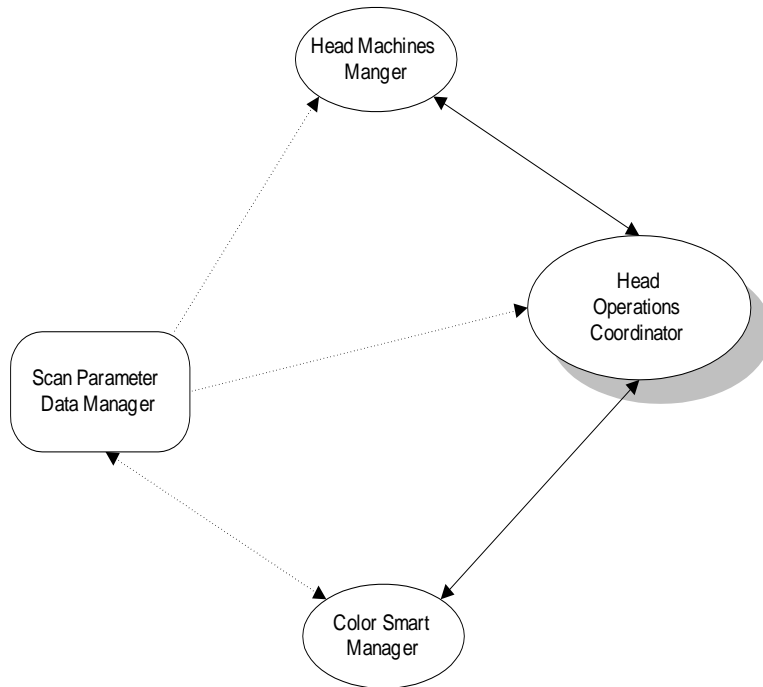 Head Machines
Manger
Head
Operations
Coordinator
Scan Parameter
Data Manager
Color Smart
Manager